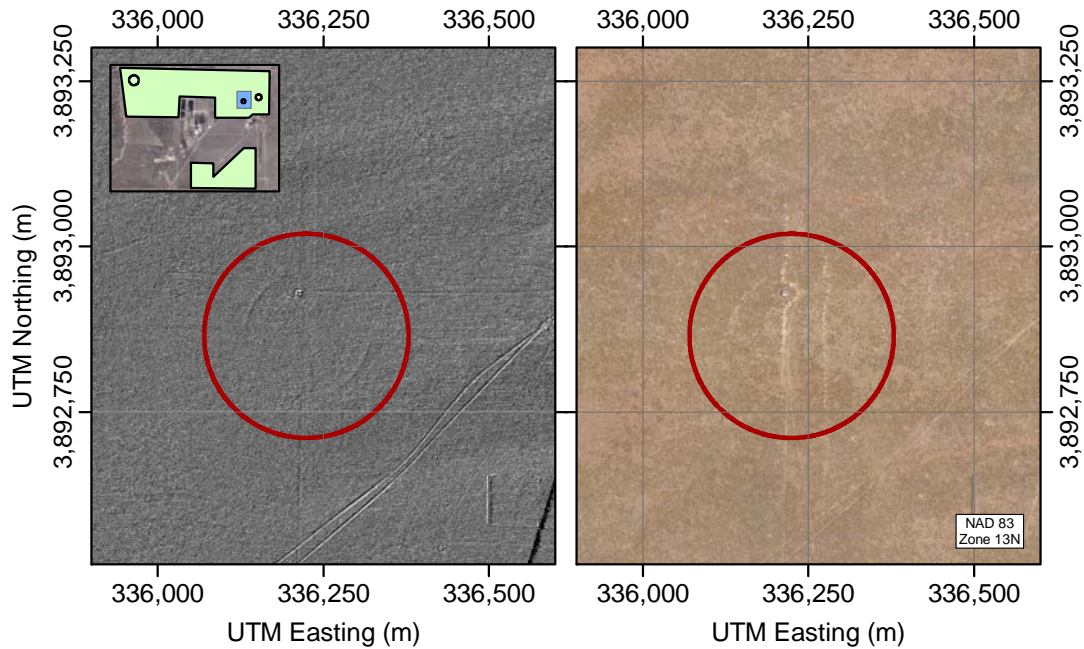 336,000 336,250 336,500 336,000 336,250 336,500
3,893,250
3,893,000
3,892,750
UTM Northing (m)
3,893,250
3,893,000
3,892,750
NAD 83
Zone 13N
336,000 336,250 336,500 336,000 336,250 336,500
UTM Easting (m) UTM Easting (m)